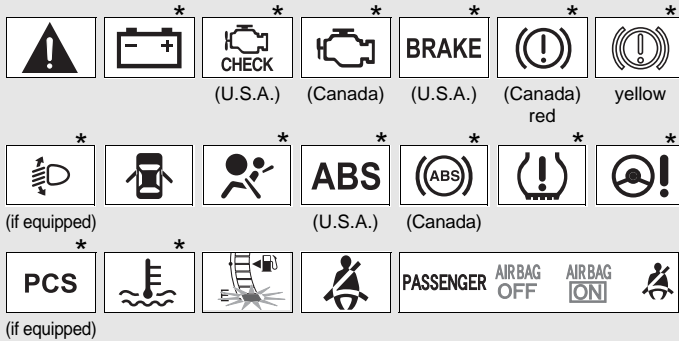 * * * * * *
- +
CHECK BRAKE
(U.S.A.) (Canada) (U.S.A.) (Canada) yellow
red
* * * * * *
ABS (ABS)
(if equipped) (U.S.A.) (Canada)
* *
PCS E PASSENGER AIR BAG OFF AIR BAG ON
(if equipped)